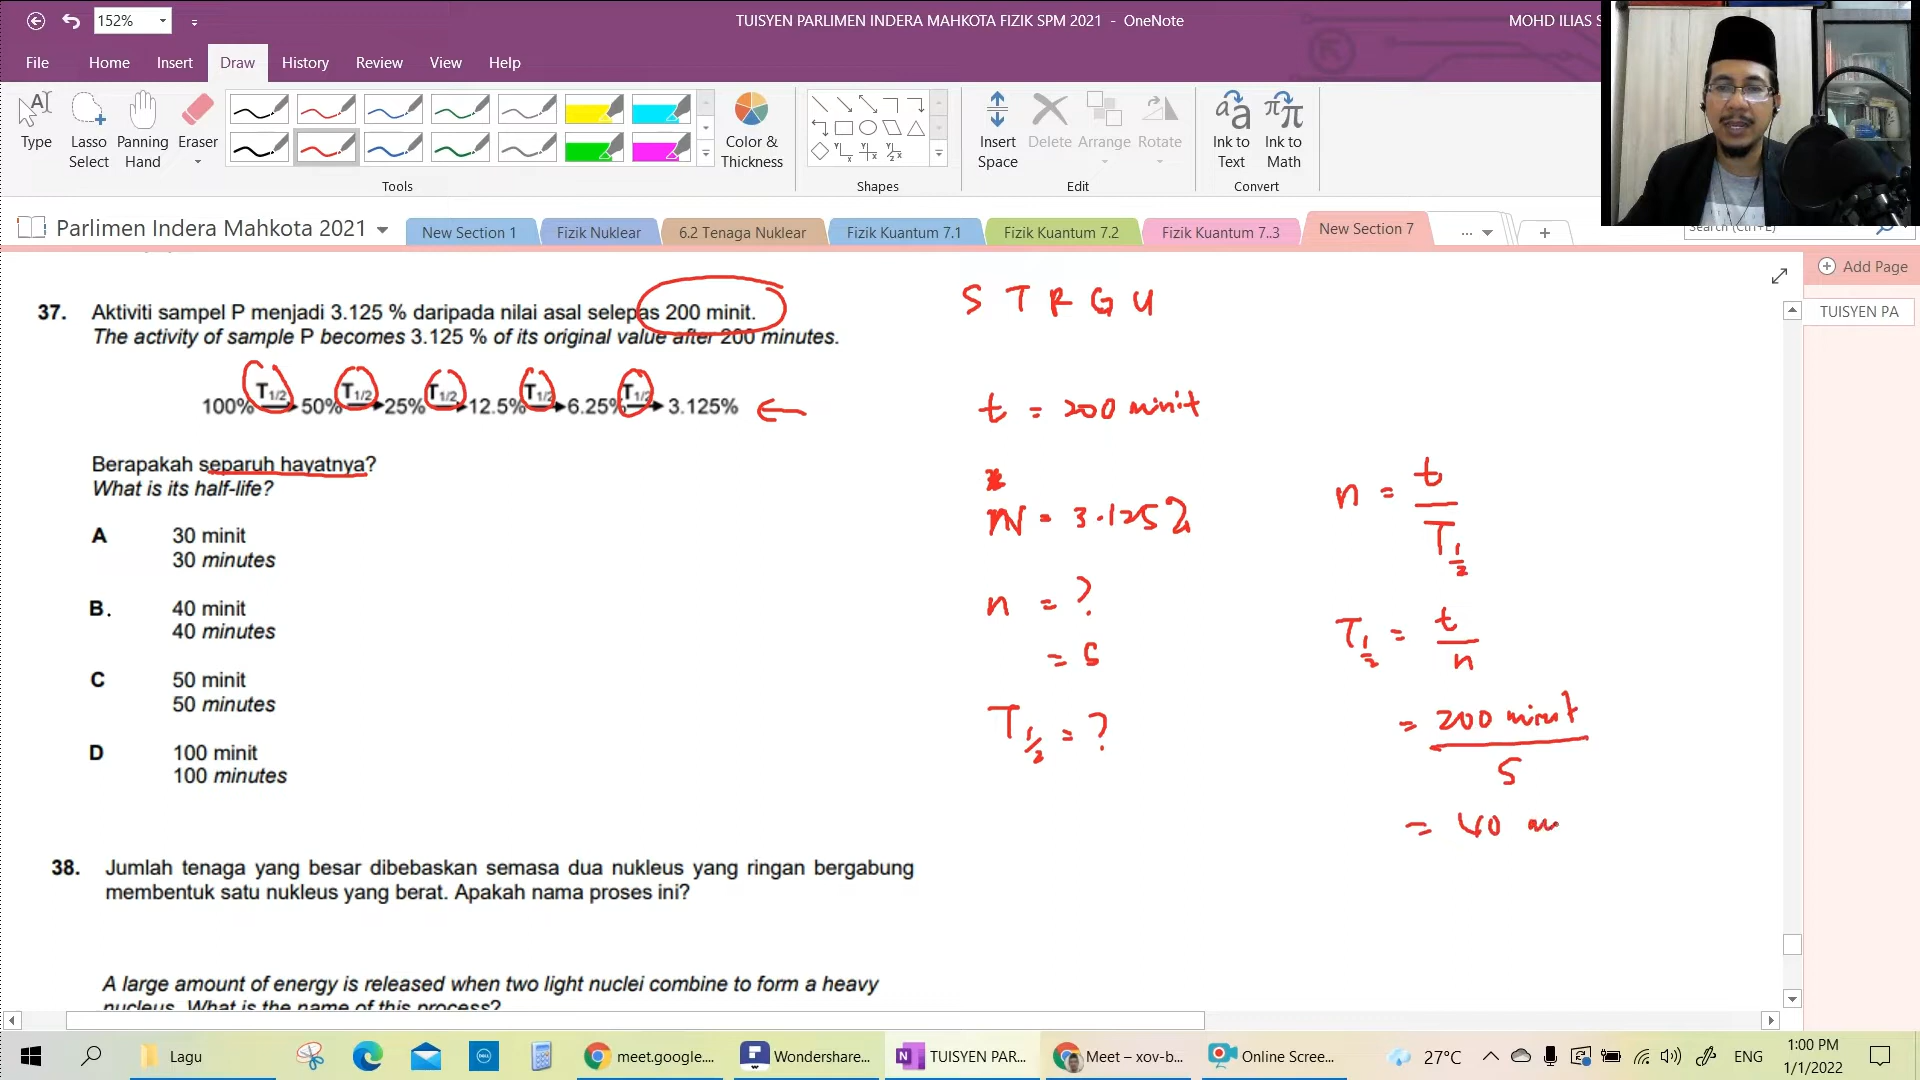 152%
TUISYEN PARLIMEN INDERA MAHKOTA FIZIK SPM 2021 - OneNote
MOHD ILIAS S
File Home Insert Draw History Review View Help
Type
Lasso Select
Panning Hand
Eraser
Color & Thickness
Insert Space
Delete
Arrange
Rotate
Ink to Text
Ink to Math
Tools
Shapes
Edit
Convert
Parlimen Indera Mahkota 2021
New Section 1
Fizik Nuklear
6.2 Tenaga Nuklear
Fizik Kuantum 7.1
Fizik Kuantum 7.2
Fizik Kuantum 7..3
New Section 7
...
Search (Ctrl+E)
Add Page
TUISYEN PA
37. Aktiviti sampel P menjadi 3.125 % daripada nilai asal selepas 200 minit.
The activity of sample P becomes 3.125 % of its original value after 200 minutes.
100% T1/2→ 50% T1/2→ 25% T1/2→ 12.5% T1/2→ 6.25% T1/2→ 3.125% ←
Berapakah separuh hayatnya?
What is its half-life?
A 30 minit
30 minutes
B. 40 minit
40 minutes
C 50 minit
50 minutes
D 100 minit
100 minutes
S T R G U
t = 200 minit
N = 3.125%
n = ?
= 5
T1/2 = ?
n = t / T1/2
T1/2 = t / n
= 200 minit / 5
= 40 m
38. Jumlah tenaga yang besar dibebaskan semasa dua nukleus yang ringan bergabung
membentuk satu nukleus yang berat. Apakah nama proses ini?
A large amount of energy is released when two light nuclei combine to form a heavy
nucleus. What is the name of this process?
Lagu
meet.google....
Wondershare...
TUISYEN PAR...
Meet – xov-b...
Online Scree...
27°C
ENG
1:00 PM
1/1/2022